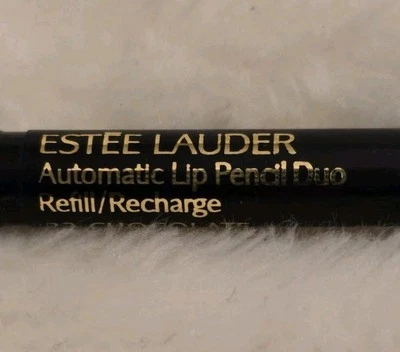 ESTĒE LAUDER
Automatic Lip Pencil Duo
Refill/Recharge